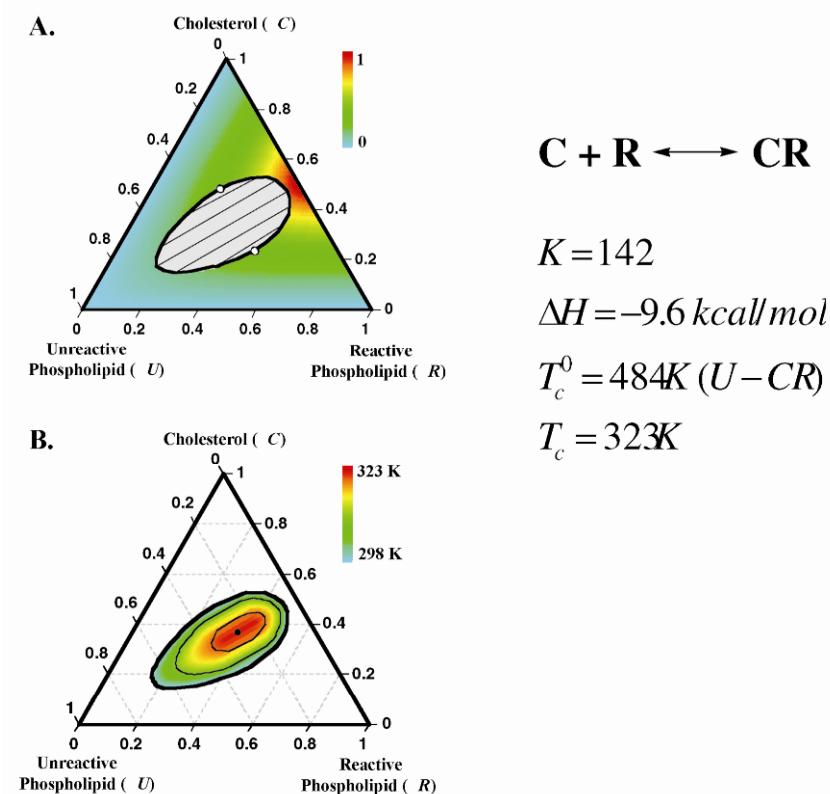 A.
Cholesterol ( C)
0
1
0.2
0.8
0.4
0.6
0.6
0.4
0.8
0.2
1
0
0 0.2 0.4 0.6 0.8 1
Unreactive
Phospholipid ( U)
Reactive
Phospholipid ( R)
1
0
B.
Cholesterol ( C)
0
1
0.2
0.8
0.4
0.6
0.6
0.4
0.8
0.2
1
0
0 0.2 0.4 0.6 0.8 1
Unreactive
Phospholipid ( U)
Reactive
Phospholipid ( R)
323 K
298 K
C + R ⟷ CR
K = 142
ΔH = −9.6 kcal/mol
T_c^0 = 484K (U − CR)
T_c = 323K